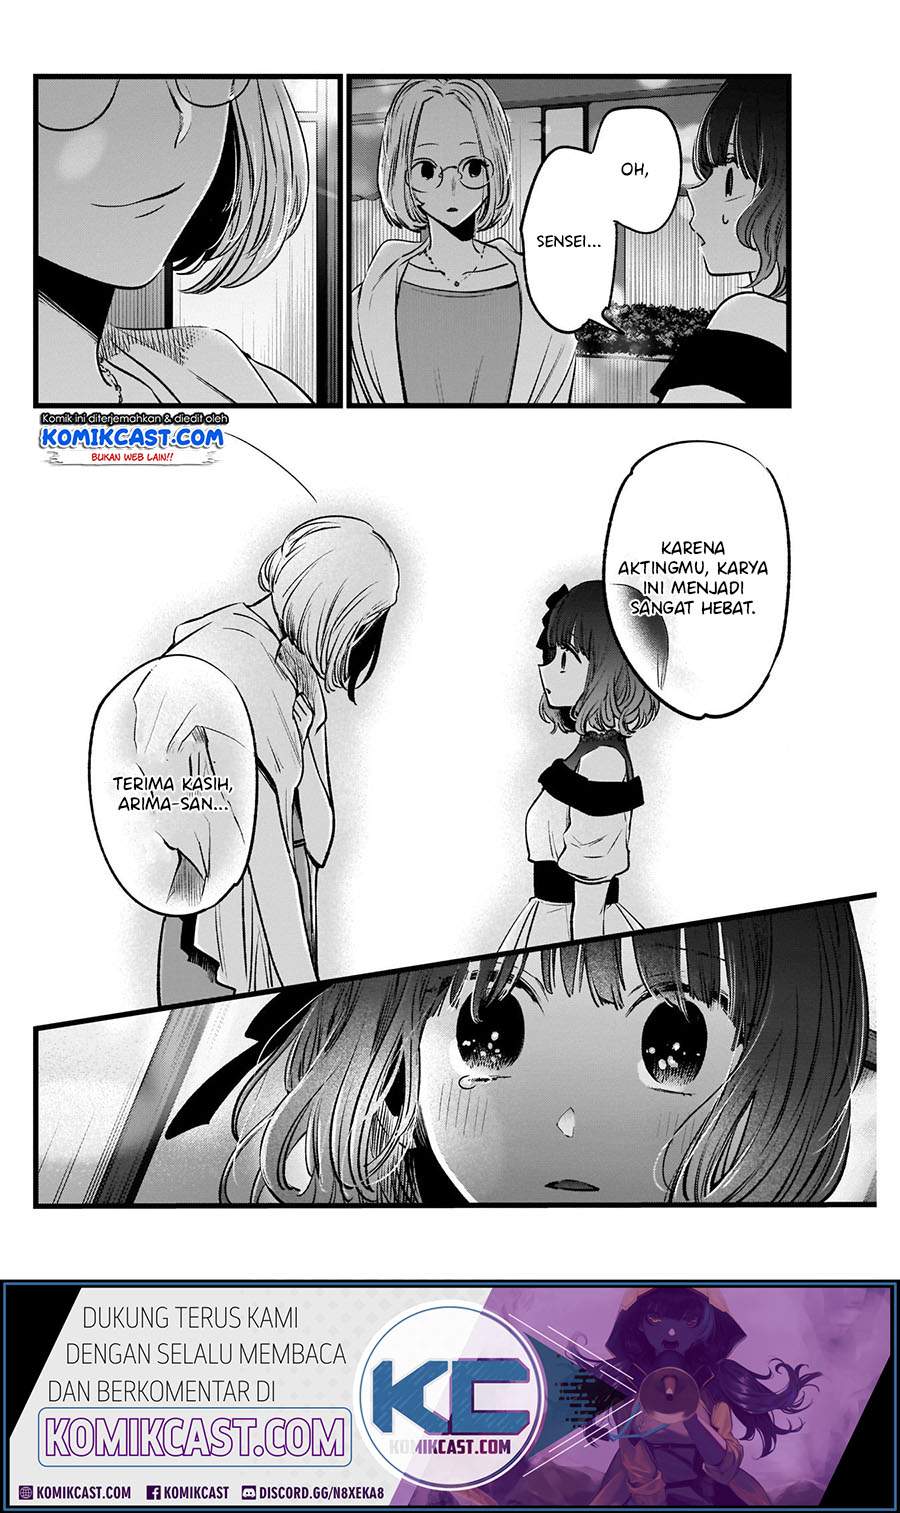 OH,
SENSEI...
Komik ini diterjemahkan & diedit oleh
KOMIKCAST.COM
BUKAN WEB LAIN!!
KARENA
AKTINGMU, KARYA
INI MENJADI
SANGAT HEBAT.
TERIMA KASIH,
ARIMA-SAN...
DUKUNG TERUS KAMI
DENGAN SELALU MEMBACA
DAN BERKOMENTAR DI
KOMIKCAST.COM
KC
KOMIKCAST.COM
KOMIKCAST.COM KOMIKCAST DISCORD.GG/N8XEKA8